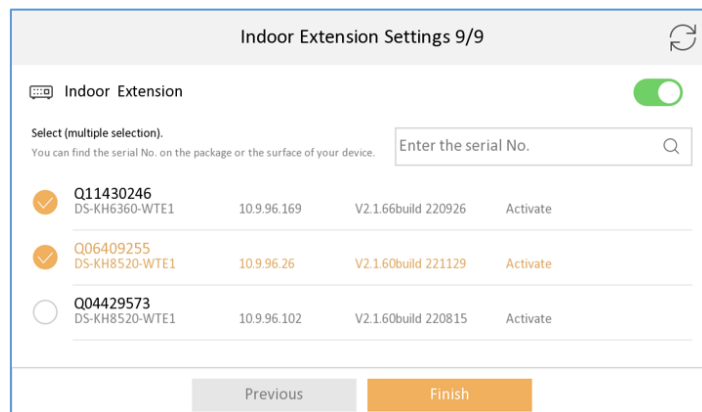 Indoor Extension Settings 9/9
Indoor Extension
Select (multiple selection).
You can find the serial No. on the package or the surface of your device.
Enter the serial No.
Q11430246
DS-KH6360-WTE1 10.9.96.169 V2.1.66build 220926 Activate
Q06409255
DS-KH8520-WTE1 10.9.96.26 V2.1.60build 221129 Activate
Q04429573
DS-KH8520-WTE1 10.9.96.102 V2.1.60build 220815 Activate
Previous Finish